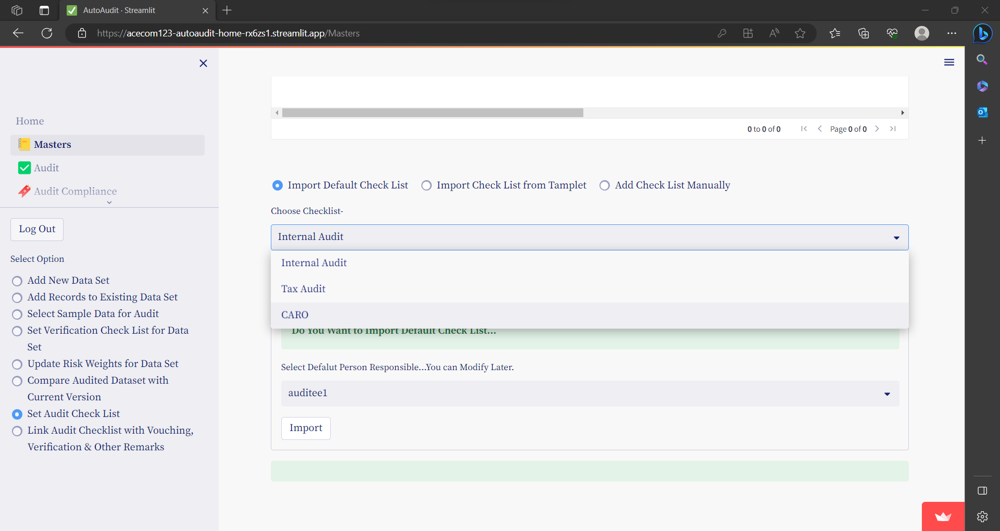 AutoAudit · Streamlit
https://acecom123-autoaudit-home-rx6zs1.streamlit.app/Masters
Home
Masters
Audit
Audit Compliance
Log Out
Select Option
Add New Data Set
Add Records to Existing Data Set
Select Sample Data for Audit
Set Verification Check List for Data
Set
Update Risk Weights for Data Set
Compare Audited Dataset with
Current Version
Set Audit Check List
Link Audit Checklist with Vouching,
Verification & Other Remarks
0 to 0 of 0 Page 0 of 0
Import Default Check List Import Check List from Tamplet Add Check List Manually
Choose Checklist-
Internal Audit
Internal Audit
Tax Audit
CARO
Do You Want to Import Default Check List...
Select Defalut Person Responsible...You can Modify Later.
auditee1
Import